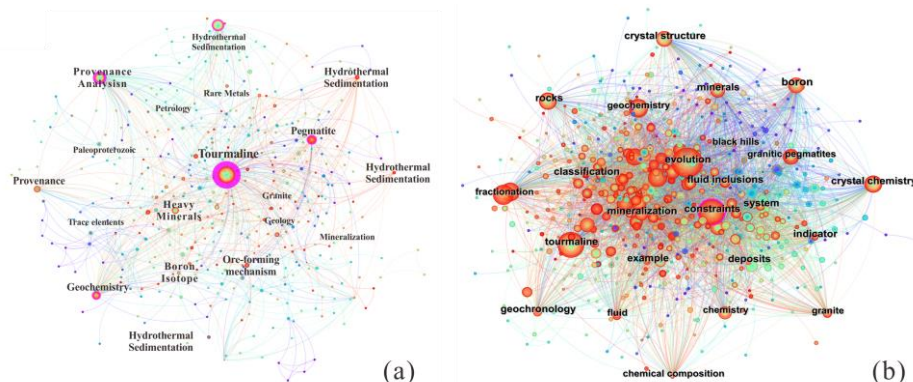 Hydrothermal
Sedimentation
Provenance
Analysisn
Hydrothermal
Sedimentation
Rare Metals
Petrology
Pegmatite
Paleoproterozoic
Tourmaline
Hydrothermal
Sedimentation
Provenance
Granite
Heavy
Minerals
Trace elentents
Geology
Mineralization
Boron
Isotope
Orc-forming
mechanism
Geochemistry
Hydrothermal
Sedimentation
(a)
crystal structure
minerals
boron
rocks
geochemistry
black hills
granitic pegmatites
evolution
classification
fluid inclusions
crystal chemistry
fractionation
system
mineralization
constraints
indicator
tourmaline
example
deposits
geochronology
fluid
chemistry
granite
chemical composition
(b)